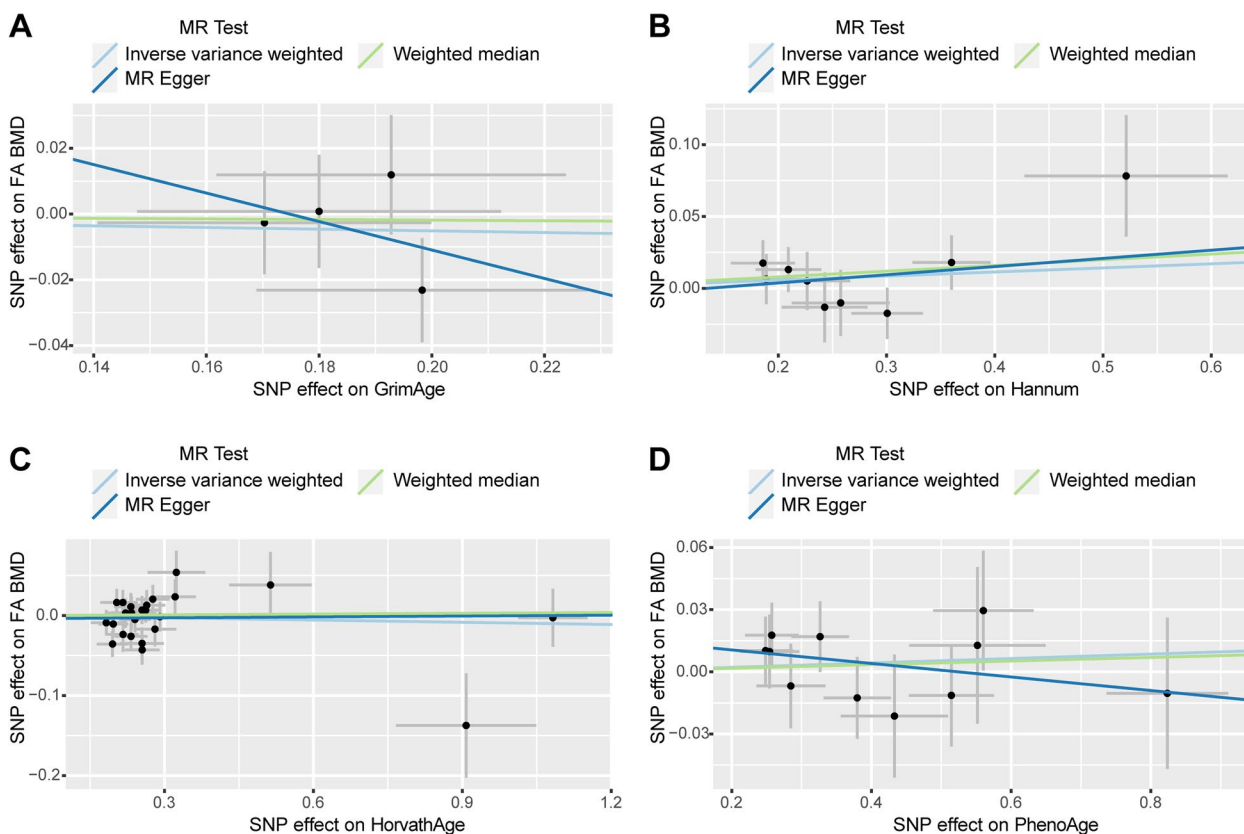 A
MR Test
Inverse variance weighted
Weighted median
MR Egger
SNP effect on FA BMD
0.02
0.00
−0.02
−0.04
0.14
0.16
0.18
0.20
0.22
SNP effect on GrimAge
B
MR Test
Inverse variance weighted
Weighted median
MR Egger
SNP effect on FA BMD
0.10
0.05
0.00
0.2
0.3
0.4
0.5
0.6
SNP effect on Hannum
C
MR Test
Inverse variance weighted
Weighted median
MR Egger
SNP effect on FA BMD
0.1
0.0
−0.1
−0.2
0.3
0.6
0.9
1.2
SNP effect on HorvathAge
D
MR Test
Inverse variance weighted
Weighted median
MR Egger
SNP effect on FA BMD
0.06
0.03
0.00
−0.03
0.2
0.4
0.6
0.8
SNP effect on PhenoAge